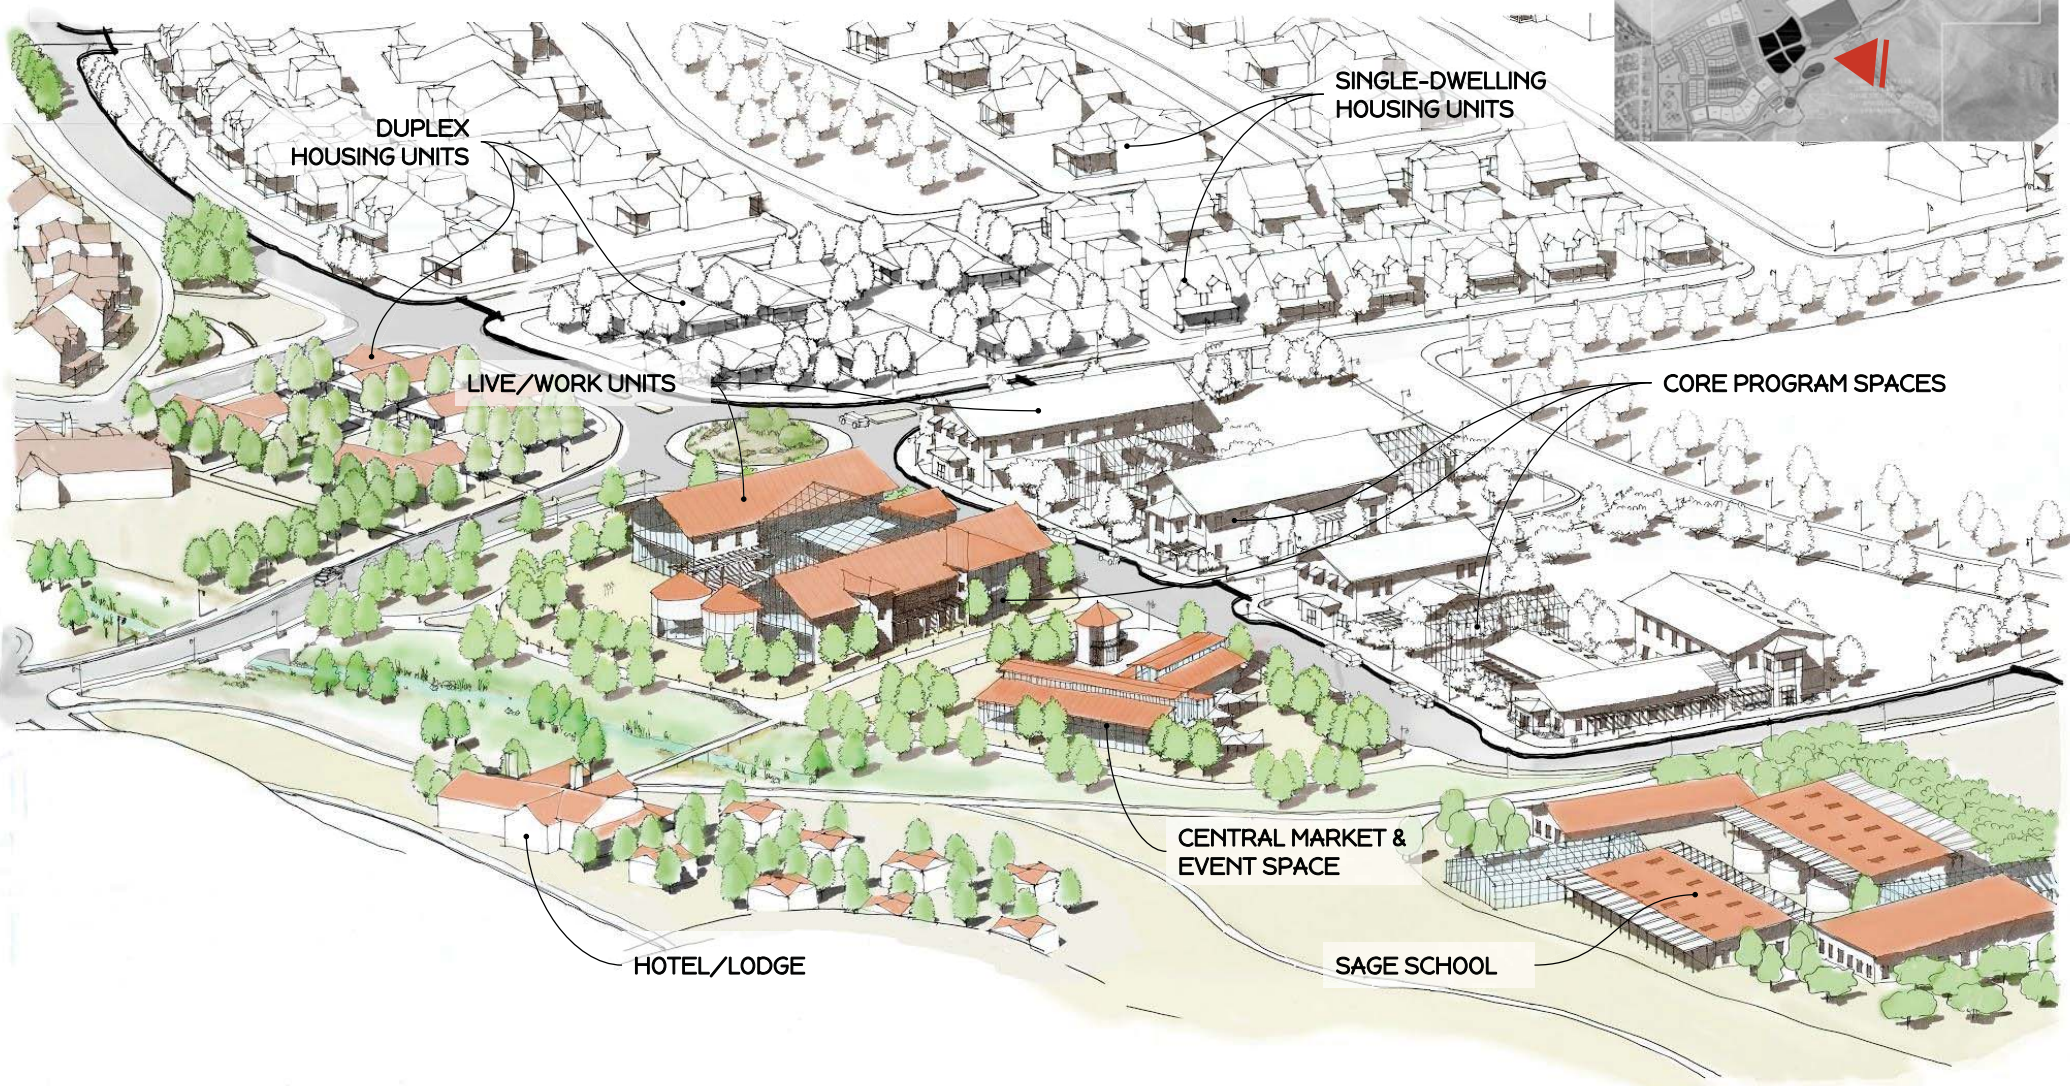 SINGLE-DWELLING
HOUSING UNITS
DUPLEX
HOUSING UNITS
LIVE/WORK UNITS
CORE PROGRAM SPACES
CENTRAL MARKET &
EVENT SPACE
HOTEL/LODGE
SAGE SCHOOL